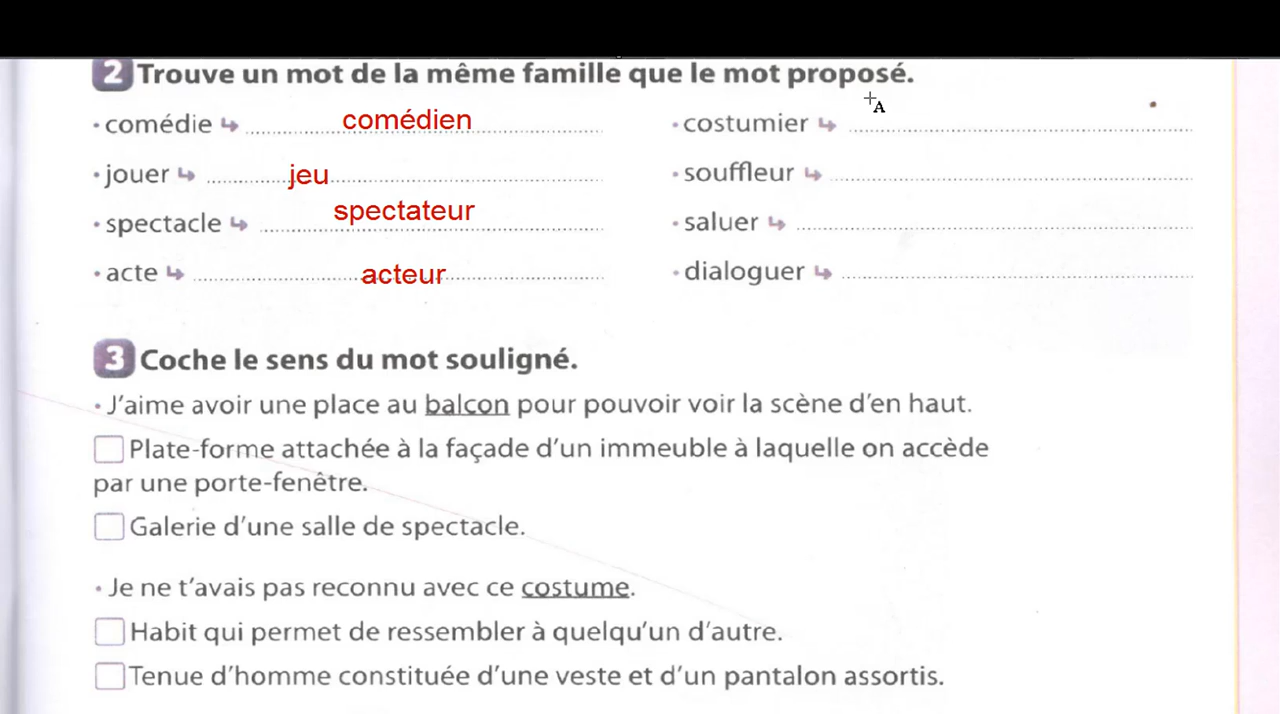 2 Trouve un mot de la même famille que le mot proposé.
• comédie ↳ comédien
• costumier ↳
• jouer ↳ jeu
• souffleur ↳
• spectacle ↳ spectateur
• saluer ↳
• acte ↳ acteur
• dialoguer ↳
3 Coche le sens du mot souligné.
• J'aime avoir une place au balcon pour pouvoir voir la scène d'en haut.
Plate-forme attachée à la façade d'un immeuble à laquelle on accède
par une porte-fenêtre.
Galerie d'une salle de spectacle.
• Je ne t'avais pas reconnu avec ce costume.
Habit qui permet de ressembler à quelqu'un d'autre.
Tenue d'homme constituée d'une veste et d'un pantalon assortis.